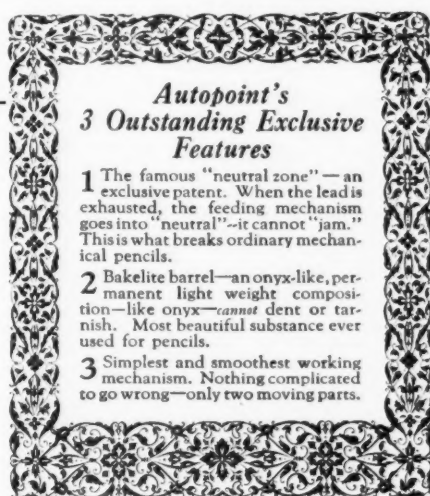 Autopoint's
3 Outstanding Exclusive
Features
1 The famous "neutral zone"—an
exclusive patent. When the lead is
exhausted, the feeding mechanism
goes into "neutral"--it cannot "jam."
This is what breaks ordinary mechan-
ical pencils.
2 Bakelite barrel—an onyx-like, per-
manent light weight composi-
tion—like onyx—cannot dent or tar-
nish. Most beautiful substance ever
used for pencils.
3 Simplest and smoothest working
mechanism. Nothing complicated
to go wrong—only two moving parts.